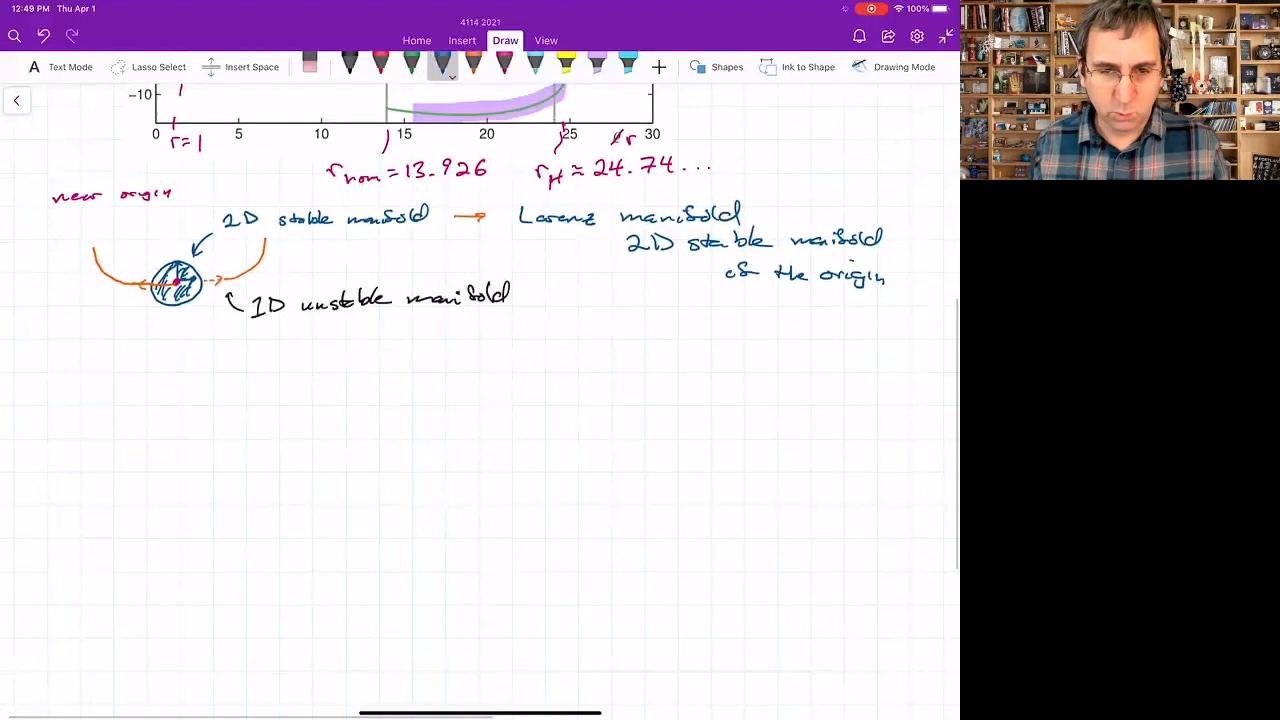 12:49 PM Thu Apr 1
100%
4114 2021
Home Insert Draw View
Text Mode Lasso Select Insert Space + Shapes Ink to Shape Drawing Mode
−10
0 5 10 15 20 25 30
r=1 r
r hom = 13.926 r H ≈ 24.74...
near origin
2D stable manifold → Lorenz manifold
2D stable manifold
of the origin
1D unstable manifold